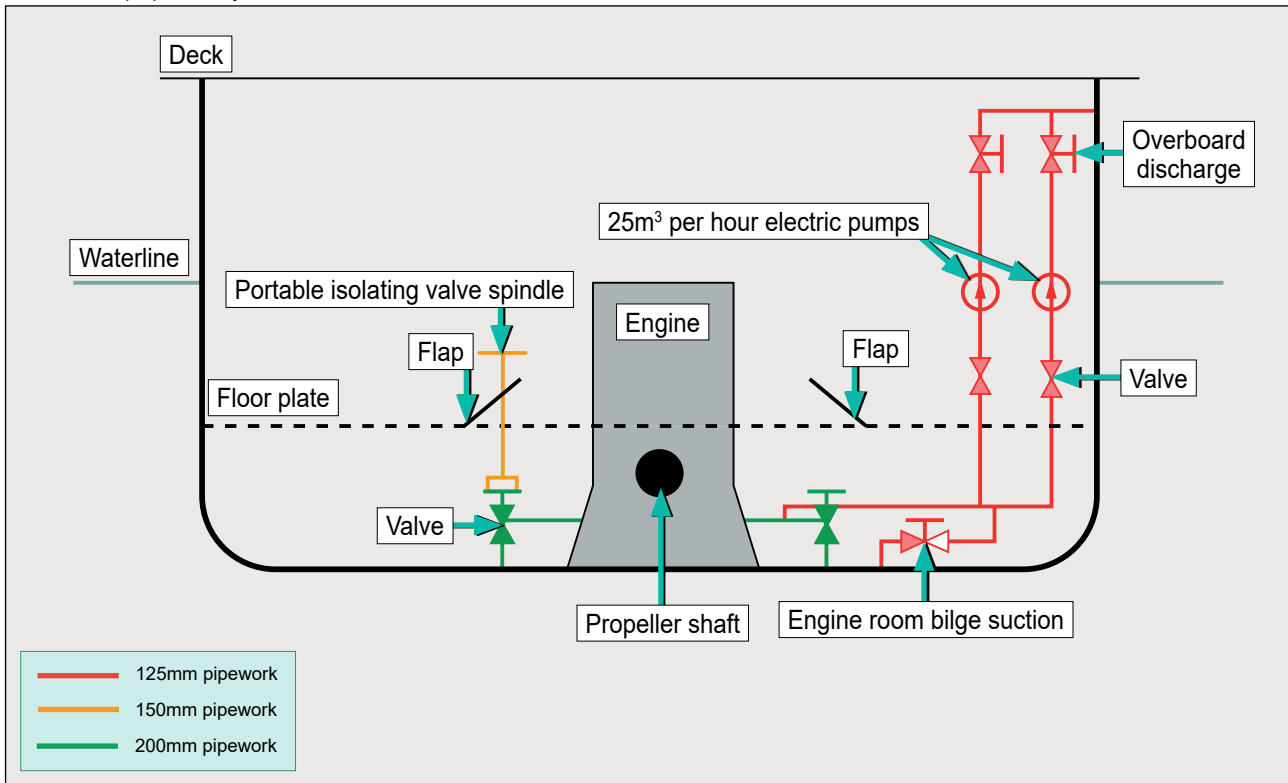 Deck
Overboard
discharge
25m³ per hour electric pumps
Waterline
Portable isolating valve spindle
Engine
Flap
Flap
Valve
Floor plate
Valve
Propeller shaft
Engine room bilge suction
125mm pipework
150mm pipework
200mm pipework